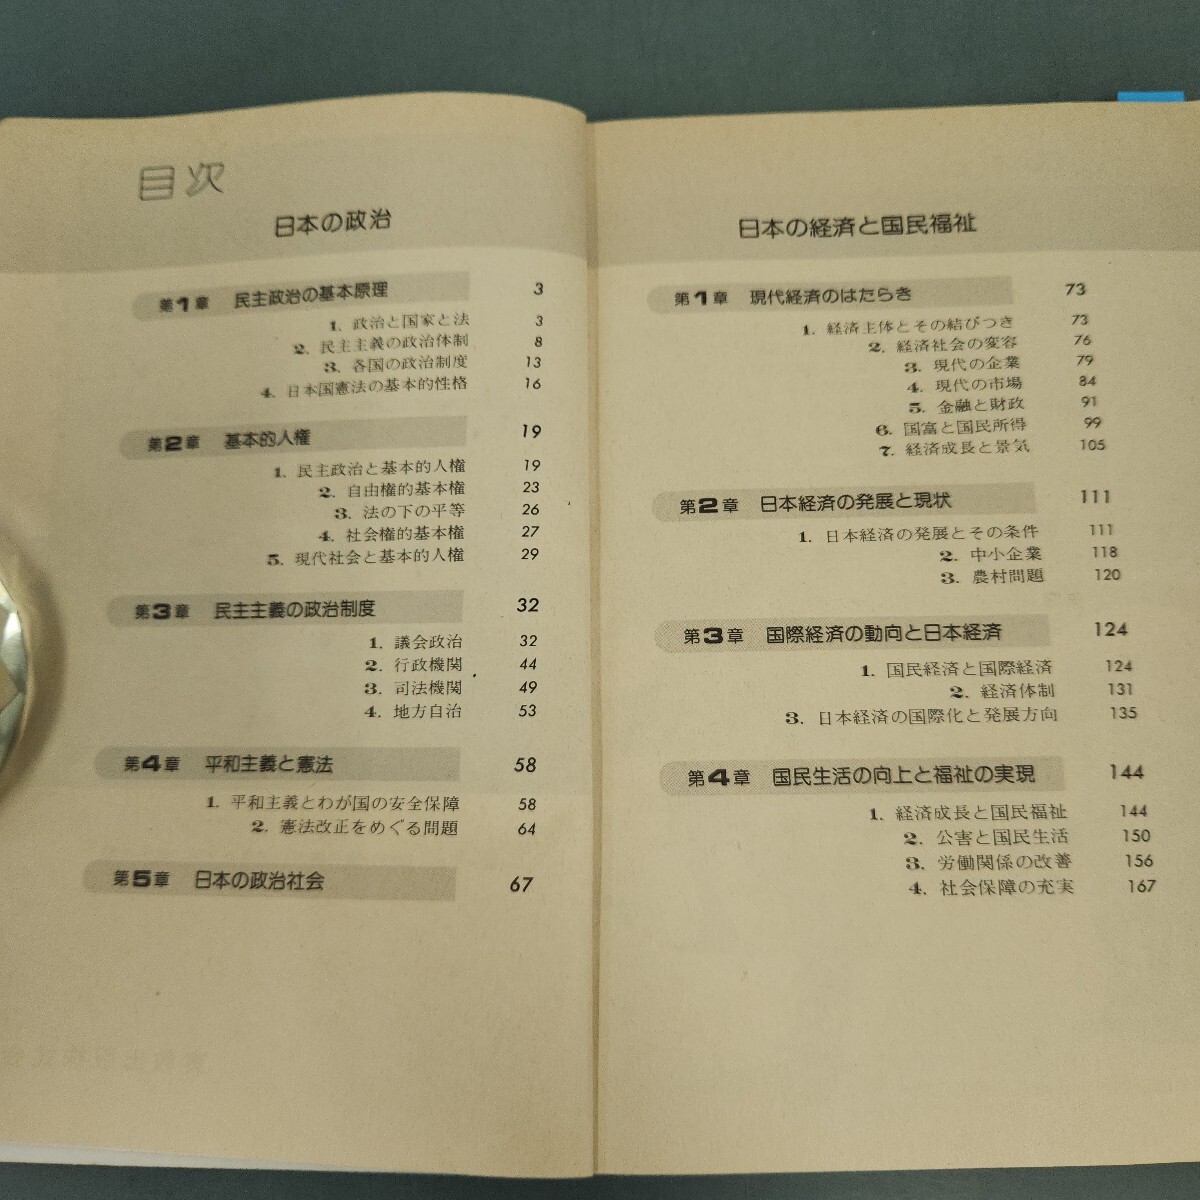 目次
日本の政治
第1章 民主政治の基本原理 3
1. 政治と国家と法 3
2. 民主主義の政治体制 8
3. 各国の政治制度 13
4. 日本国憲法の基本的性格 16
第2章 基本的人権 19
1. 民主政治と基本的人権 19
2. 自由権的基本権 23
3. 法の下の平等 26
4. 社会権的基本権 27
5. 現代社会と基本的人権 29
第3章 民主主義の政治制度 32
1. 議会政治 32
2. 行政機関 44
3. 司法機関 49
4. 地方自治 53
第4章 平和主義と憲法 58
1. 平和主義とわが国の安全保障 58
2. 憲法改正をめぐる問題 64
第5章 日本の政治社会 67
日本の経済と国民福祉
第1章 現代経済のはたらき 73
1. 経済主体とその結びつき 73
2. 経済社会の変容 76
3. 現代の企業 79
4. 現代の市場 84
5. 金融と財政 91
6. 国富と国民所得 99
7. 経済成長と景気 105
第2章 日本経済の発展と現状 111
1. 日本経済の発展とその条件 111
2. 中小企業 118
3. 農村問題 120
第3章 国際経済の動向と日本経済 124
1. 国民経済と国際経済 124
2. 経済体制 131
3. 日本経済の国際化と発展方向 135
第4章 国民生活の向上と福祉の実現 144
1. 経済成長と国民福祉 144
2. 公害と国民生活 150
3. 労働関係の改善 156
4. 社会保障の充実 167